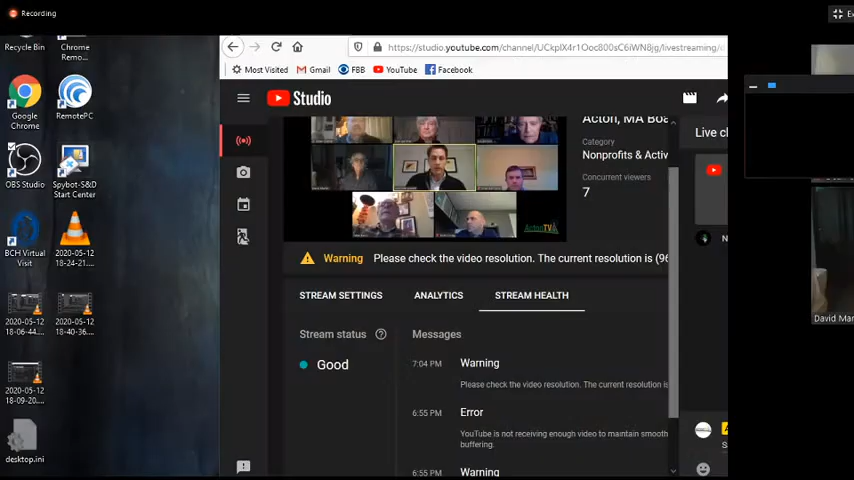 Recording
Ex
Recycle Bin
Chrome
Remo...
Google
Chrome
RemotePC
OBS Studio
Spybot-S&D
Start Center
BCH Virtual
Visit
2020-05-12
18-24-21....
2020-05-12
18-06-44....
2020-05-12
18-40-36....
2020-05-12
18-09-20....
desktop.ini
https://studio.youtube.com/channel/UCkpIX4r1Ooc800sC6iWN8jg/livestreaming/
Most Visited
Gmail
FBB
YouTube
Facebook
Studio
Acton, MA Boa
Category
Nonprofits & Activ
Concurrent viewers
7
Live cl
ActonTV
Warning
Please check the video resolution. The current resolution is (96
STREAM SETTINGS
ANALYTICS
STREAM HEALTH
Stream status
Good
Messages
7:04 PM Warning
Please check the video resolution. The current resolution is
6:55 PM Error
YouTube is not receiving enough video to maintain smooth
buffering.
6:55 PM Warning
N
David Mar